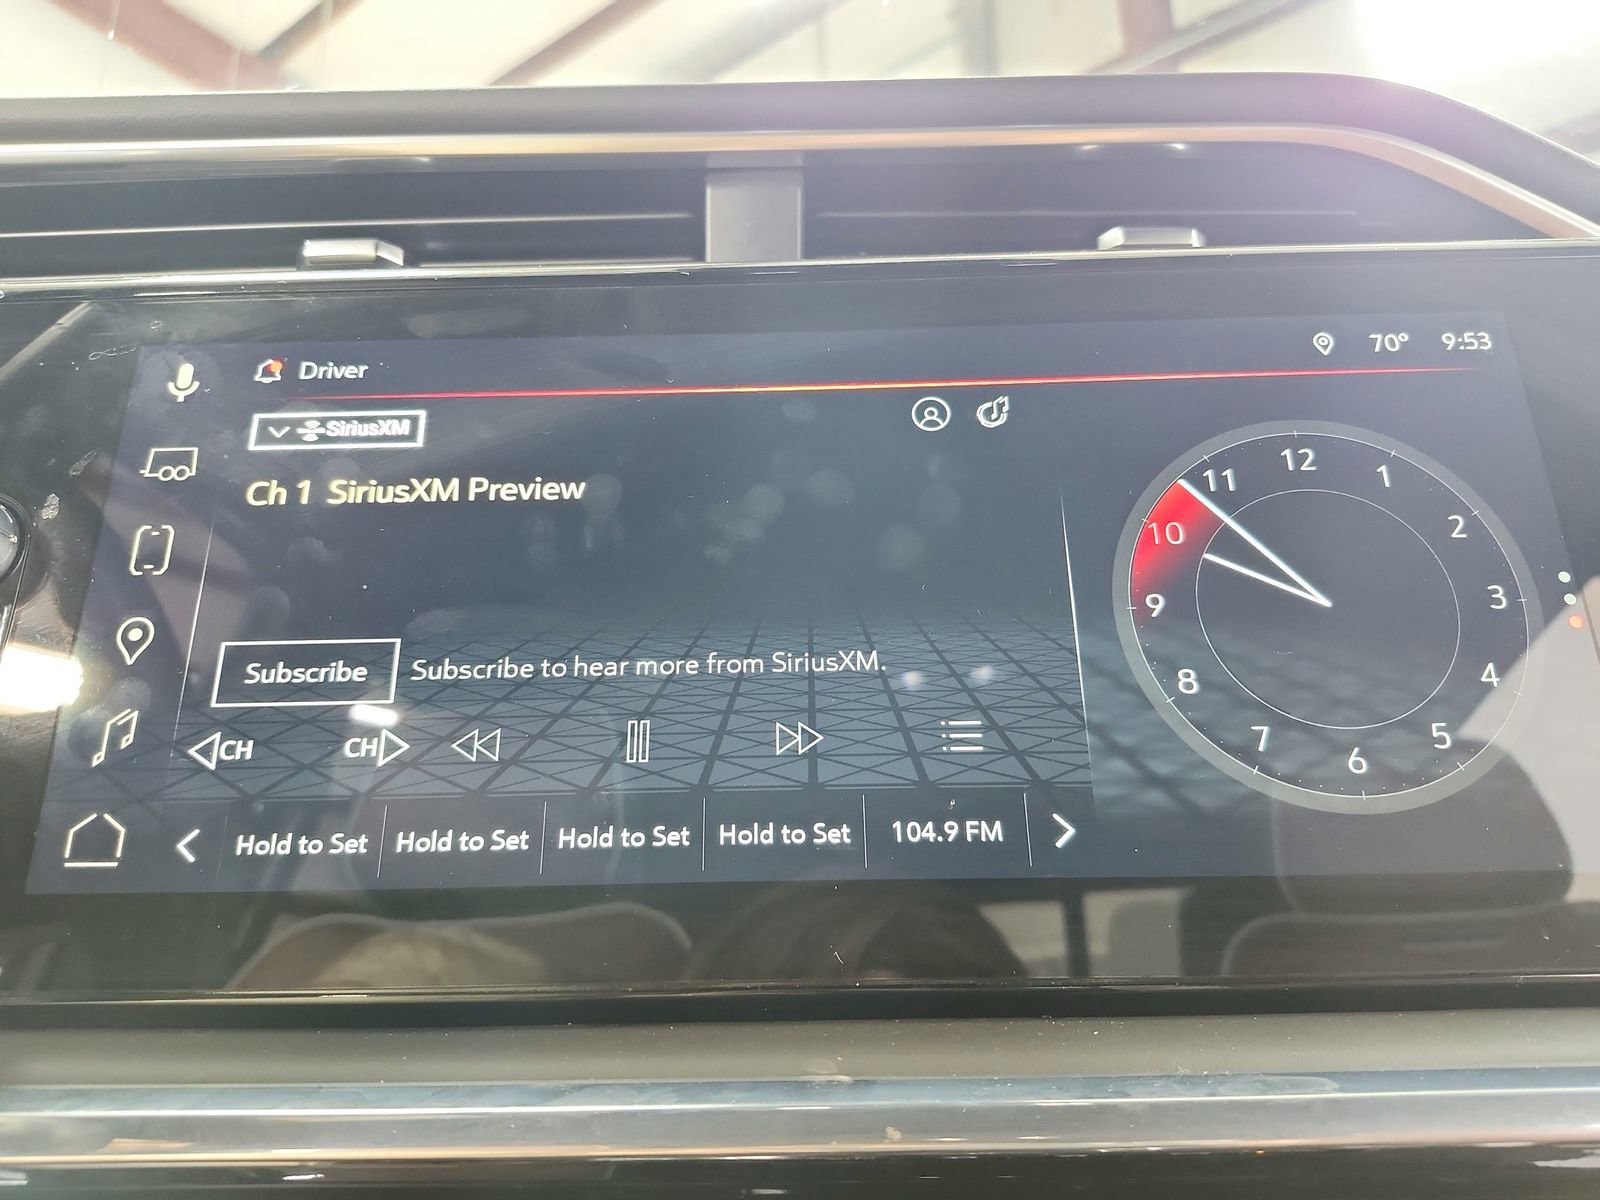 Driver
70° 9:53
SiriusXM
Ch 1 SiriusXM Preview
Subscribe
Subscribe to hear more from SiriusXM.
CH
CH
Hold to Set
Hold to Set
Hold to Set
Hold to Set
104.9 FM
12
1
2
3
4
5
6
7
8
9
10
11